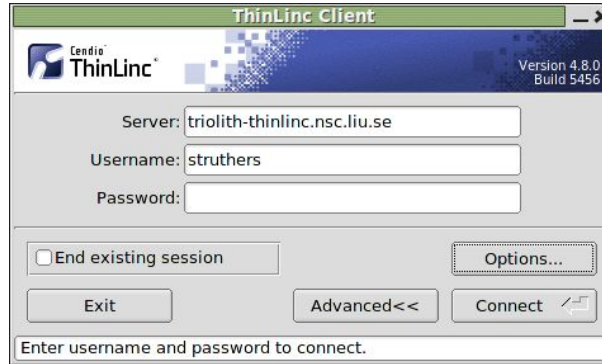 ThinLinc Client
Cendio
ThinLinc
Version 4.8.0
Build 5456
Server: triolith-thinlinc.nsc.liu.se
Username: struthers
Password:
End existing session
Options...
Exit
Advanced<<
Connect
Enter username and password to connect.